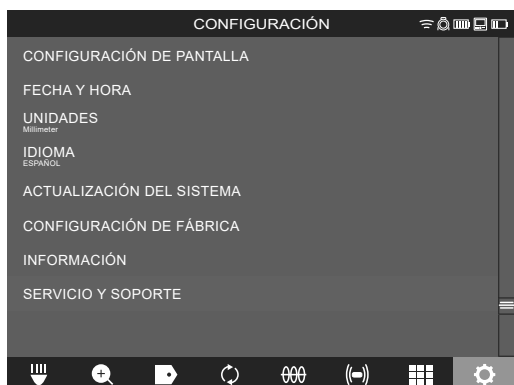 CONFIGURACIÓN
CONFIGURACIÓN DE PANTALLA
FECHA Y HORA
UNIDADES
Millimeter
IDIOMA
ESPAÑOL
ACTUALIZACIÓN DEL SISTEMA
CONFIGURACIÓN DE FÁBRICA
INFORMACIÓN
SERVICIO Y SOPORTE